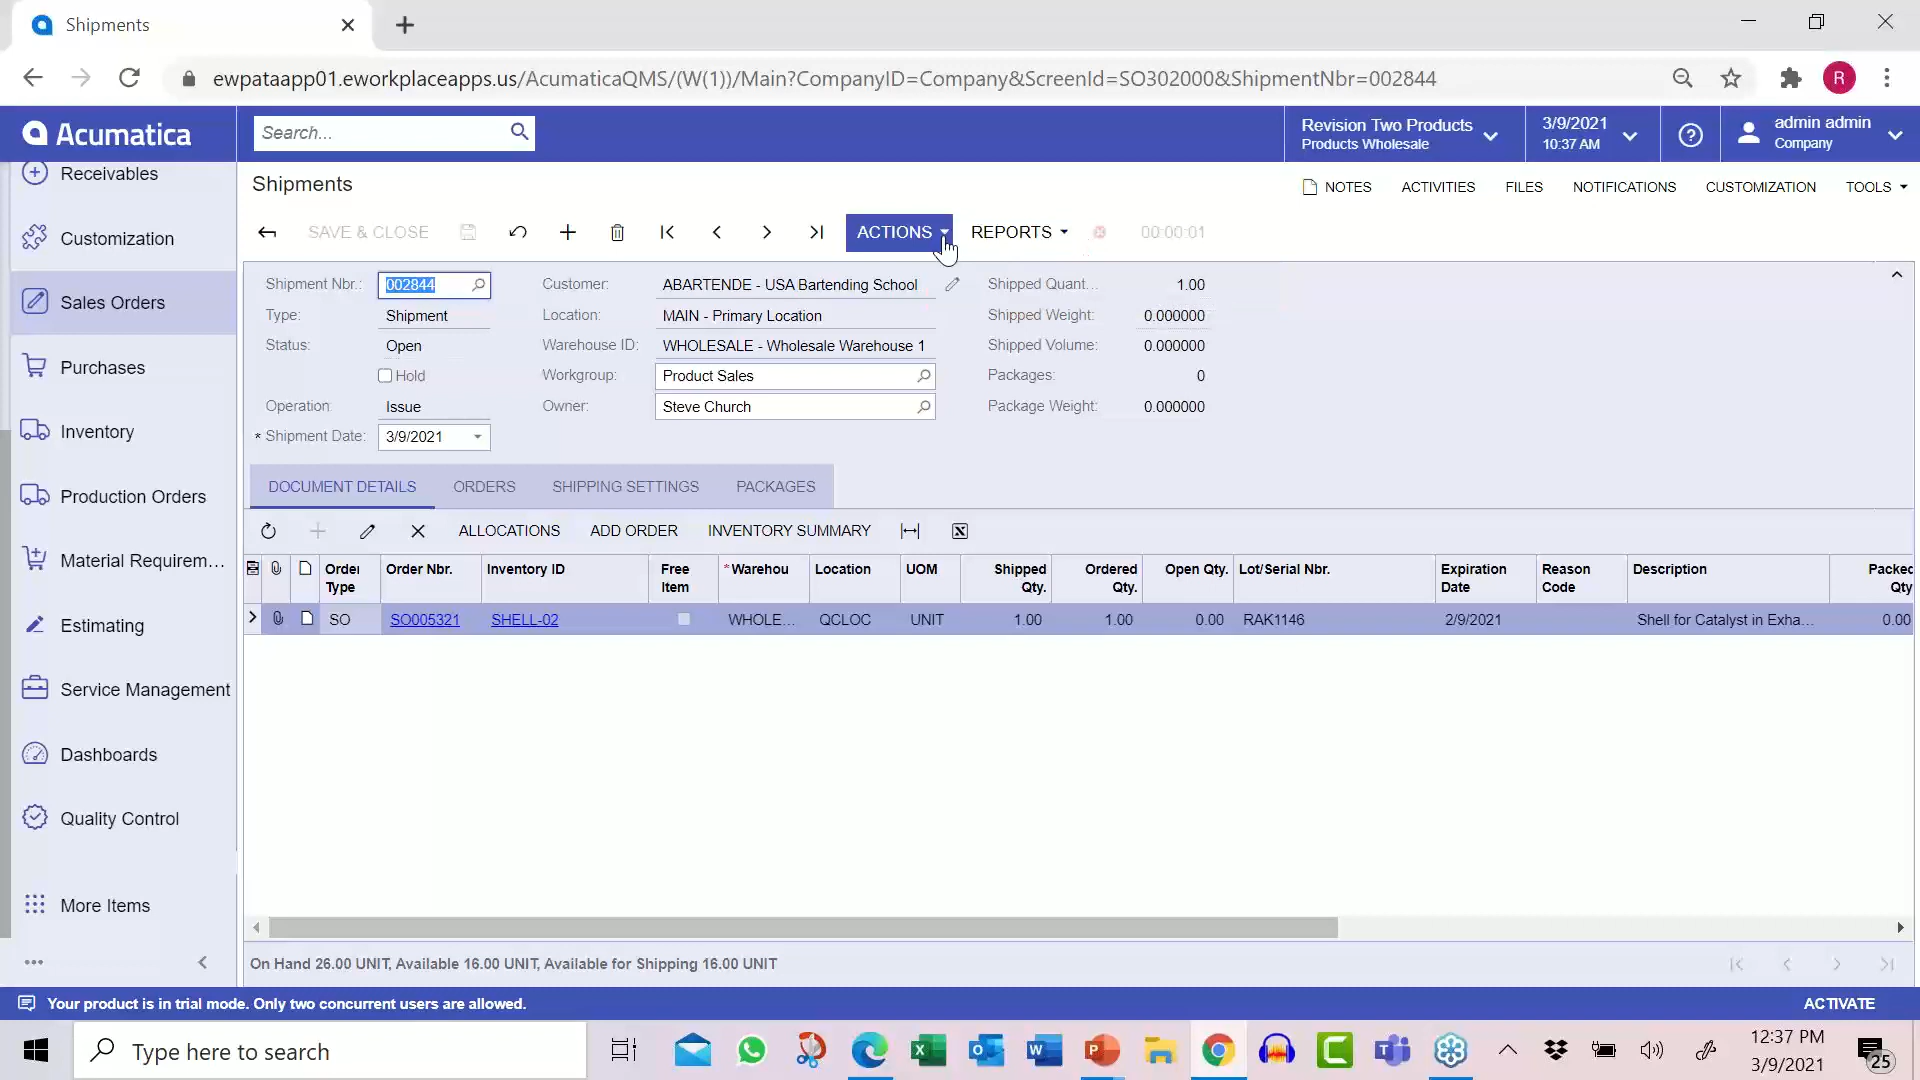 Shipments
ewpataapp01.eworkplaceapps.us/AcumaticaQMS/(W(1))/Main?CompanyID=Company&ScreenId=SO302000&ShipmentNbr=002844
R
Acumatica
Search...
Revision Two Products
Products Wholesale
3/9/2021
10:37 AM
admin admin
Company
Receivables
Customization
Sales Orders
Purchases
Inventory
Production Orders
Material Requirem...
Estimating
Service Management
Dashboards
Quality Control
More Items
Shipments
NOTES ACTIVITIES FILES NOTIFICATIONS CUSTOMIZATION TOOLS
SAVE & CLOSE ACTIONS REPORTS 00:00:01
Shipment Nbr.: 002844 Customer: ABARTENDE - USA Bartending School Shipped Quant... 1.00
Type: Shipment Location: MAIN - Primary Location Shipped Weight: 0.000000
Status: Open Warehouse ID: WHOLESALE - Wholesale Warehouse 1 Shipped Volume: 0.000000
Hold Workgroup: Product Sales Packages: 0
Operation: Issue Owner: Steve Church Package Weight: 0.000000
* Shipment Date: 3/9/2021
DOCUMENT DETAILS ORDERS SHIPPING SETTINGS PACKAGES
ALLOCATIONS ADD ORDER INVENTORY SUMMARY
Order Type Order Nbr. Inventory ID Free Item *Warehou Location UOM Shipped Qty. Ordered Qty. Open Qty. Lot/Serial Nbr. Expiration Date Reason Code Description Packed Qty
SO SO005321 SHELL-02 WHOLE... QCLOC UNIT 1.00 1.00 0.00 RAK1146 2/9/2021 Shell for Catalyst in Exha... 0.00
On Hand 26.00 UNIT, Available 16.00 UNIT, Available for Shipping 16.00 UNIT
Your product is in trial mode. Only two concurrent users are allowed. ACTIVATE
Type here to search
12:37 PM
3/9/2021
25